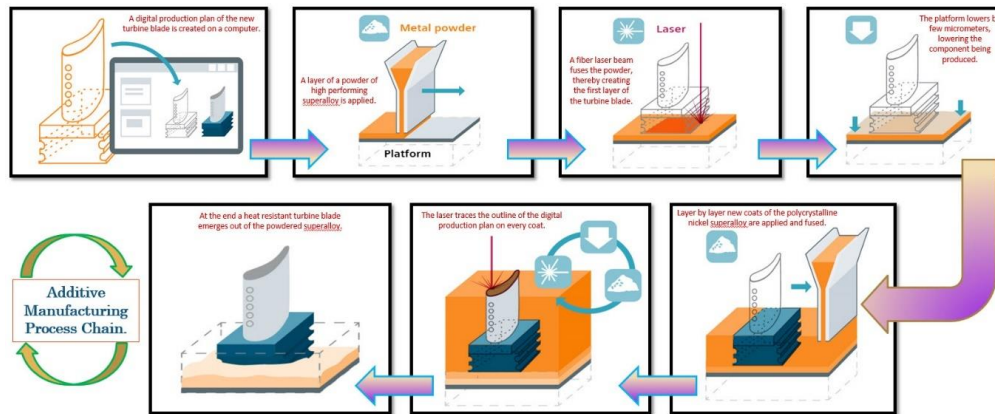 A digital production plan of the new
turbine blade is created on a computer.
Metal powder
A layer of a powder of
high performing
superalloy is applied.
Platform
Laser
A fiber laser beam
fuses the powder,
thereby creating
the first layer of
the turbine blade.
The platform lowers
few micrometers,
lowering the
component being
produced.
Layer by layer new coats of the polycrystalline
nickel superalloy are applied and fused.
The laser traces the outline of the digital
production plan on every coat.
At the end a heat resistant turbine blade
emerges out of the powdered superalloy.
Additive
Manufacturing
Process Chain.